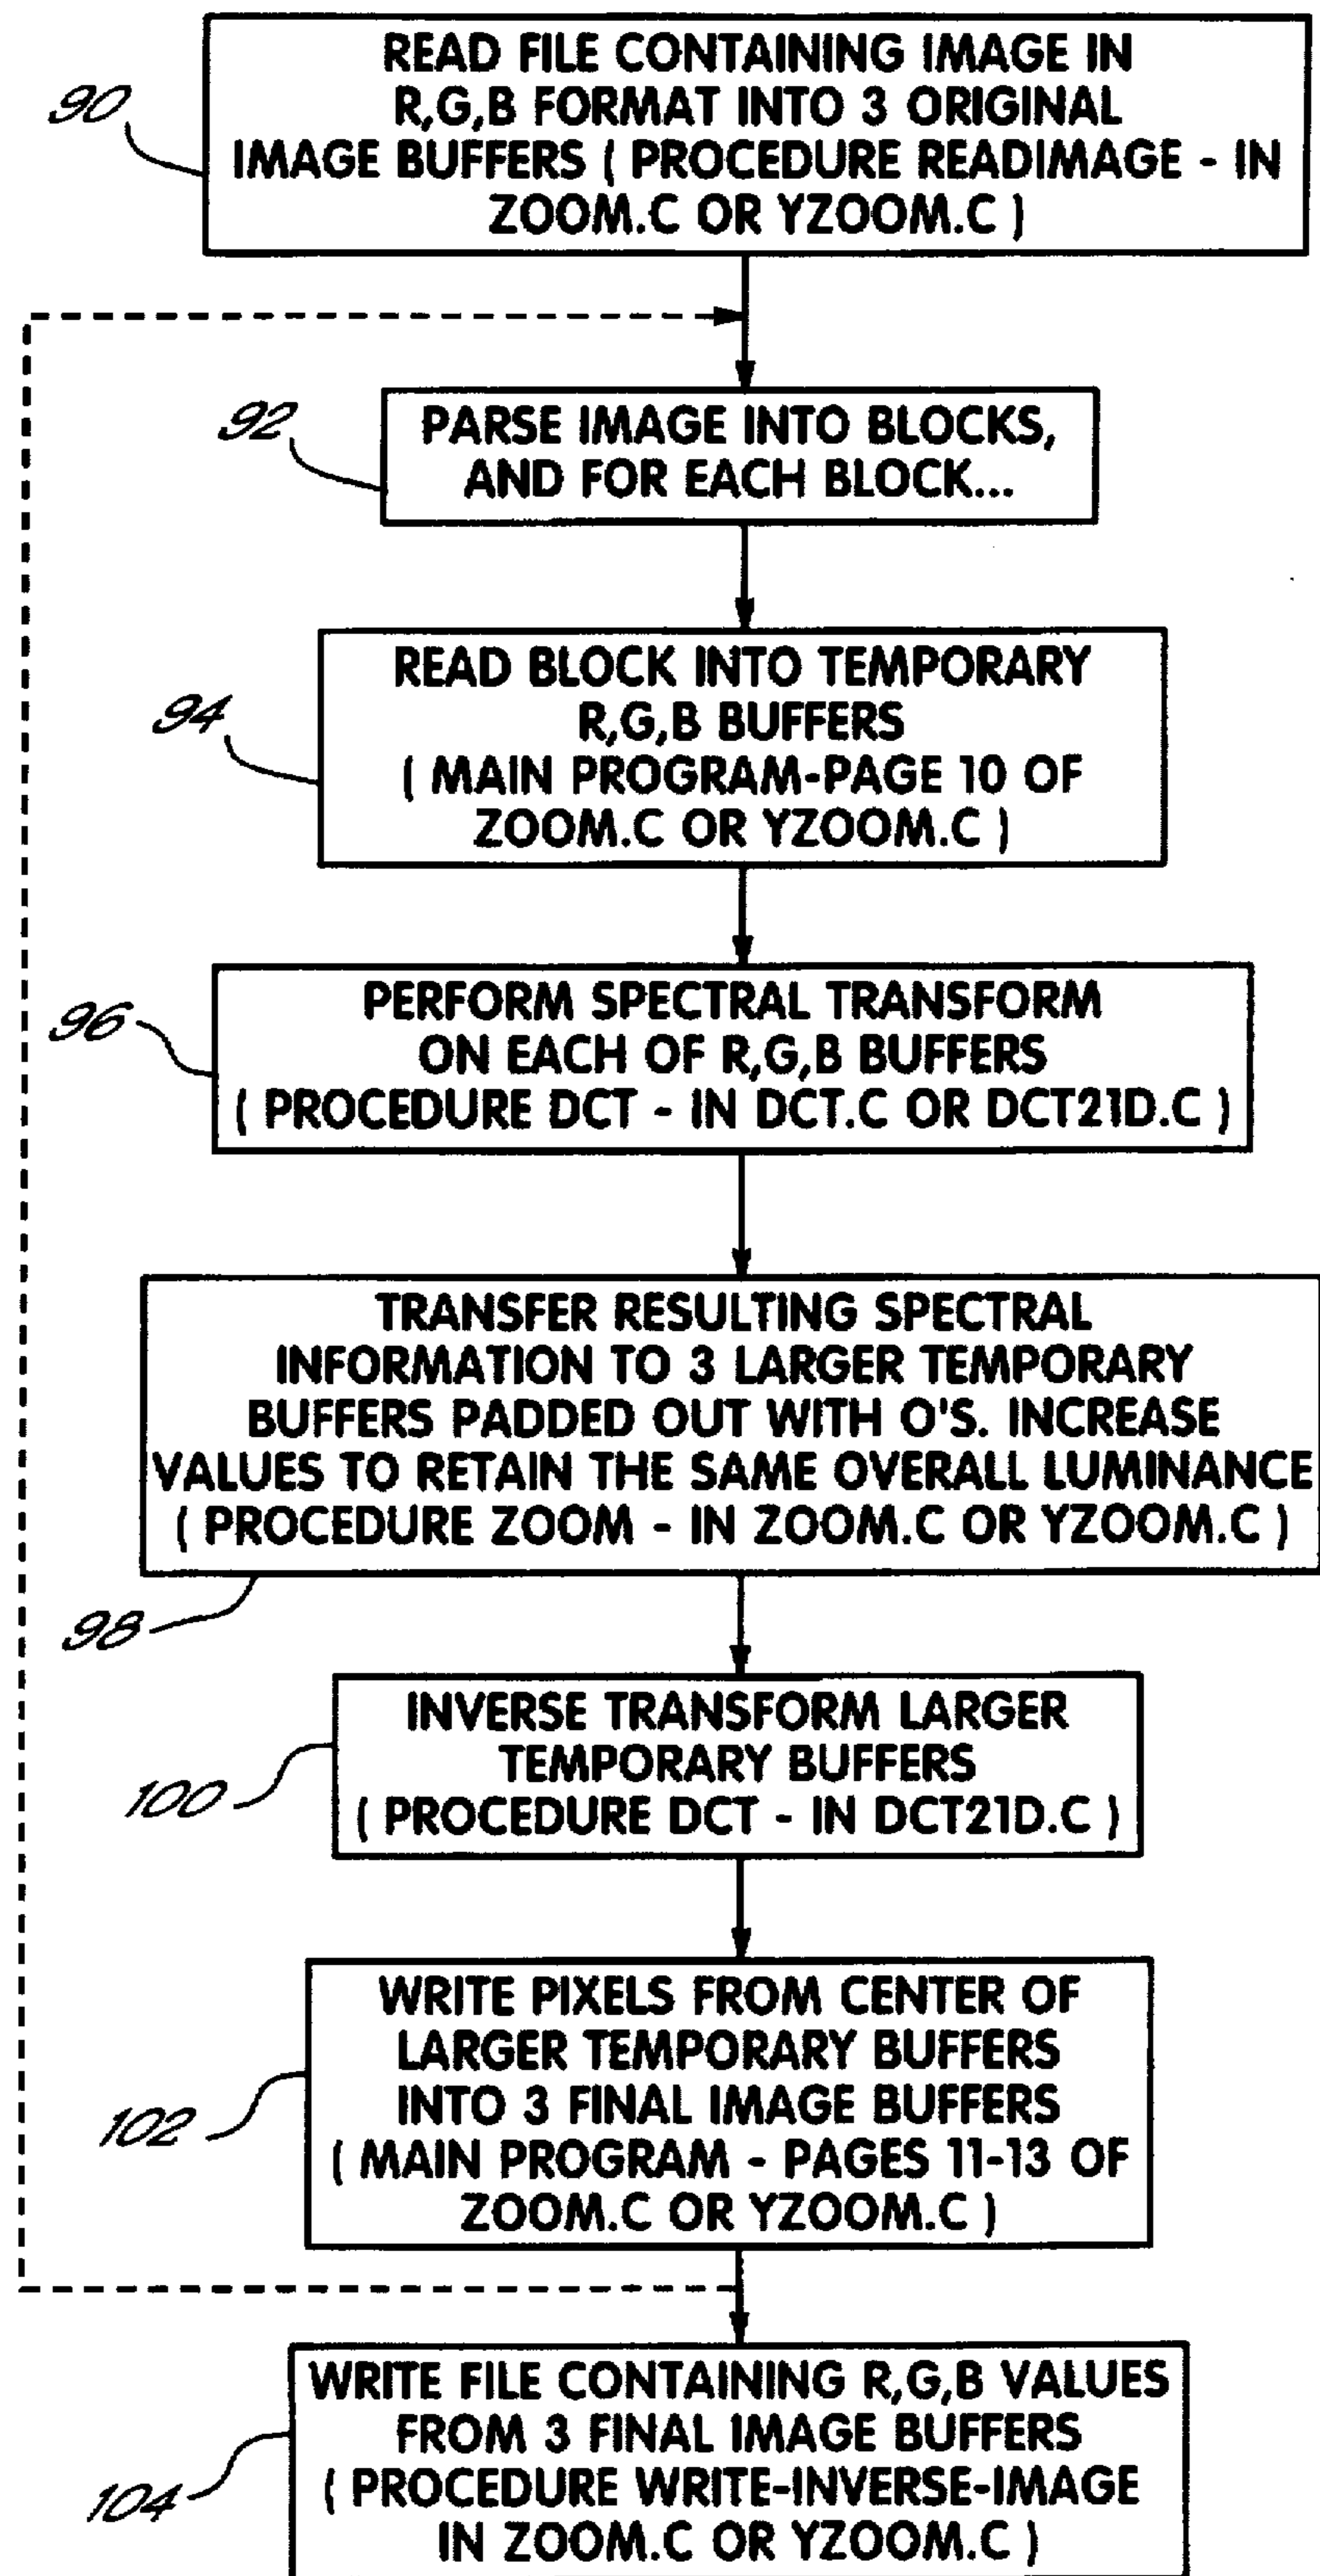 READ FILE CONTAINING IMAGE IN
R,G,B FORMAT INTO 3 ORIGINAL
IMAGE BUFFERS ( PROCEDURE READIMAGE - IN
ZOOM.C OR YZOOM.C )
90
PARSE IMAGE INTO BLOCKS,
AND FOR EACH BLOCK...
92
READ BLOCK INTO TEMPORARY
R,G,B BUFFERS
( MAIN PROGRAM-PAGE 10 OF
ZOOM.C OR YZOOM.C )
94
PERFORM SPECTRAL TRANSFORM
ON EACH OF R,G,B BUFFERS
( PROCEDURE DCT - IN DCT.C OR DCT21D.C )
96
TRANSFER RESULTING SPECTRAL
INFORMATION TO 3 LARGER TEMPORARY
BUFFERS PADDED OUT WITH O'S. INCREASE
VALUES TO RETAIN THE SAME OVERALL LUMINANCE
( PROCEDURE ZOOM - IN ZOOM.C OR YZOOM.C )
98
INVERSE TRANSFORM LARGER
TEMPORARY BUFFERS
( PROCEDURE DCT - IN DCT21D.C )
100
WRITE PIXELS FROM CENTER OF
LARGER TEMPORARY BUFFERS
INTO 3 FINAL IMAGE BUFFERS
( MAIN PROGRAM - PAGES 11-13 OF
ZOOM.C OR YZOOM.C )
102
WRITE FILE CONTAINING R,G,B VALUES
FROM 3 FINAL IMAGE BUFFERS
( PROCEDURE WRITE-INVERSE-IMAGE
IN ZOOM.C OR YZOOM.C )
104